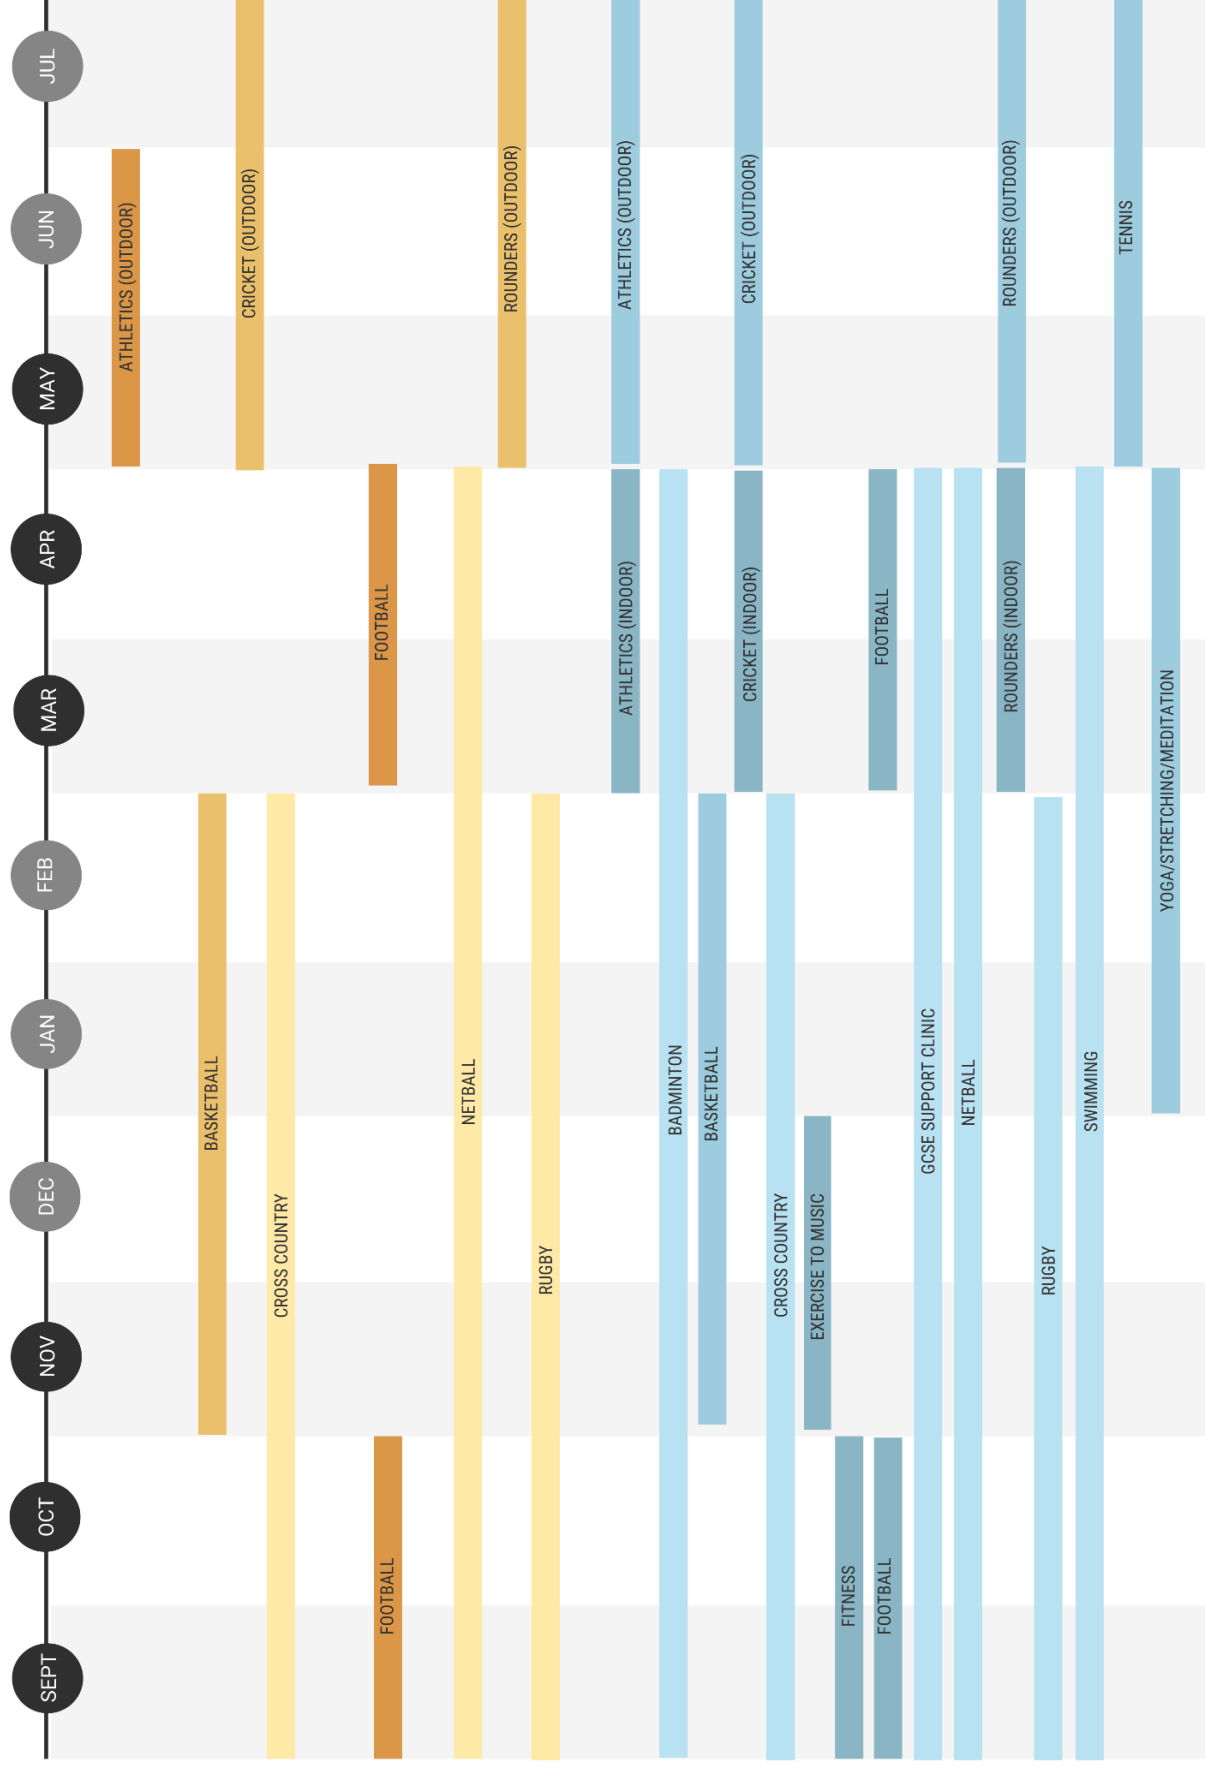 SEPT
OCT
NOV
DEC
JAN
FEB
MAR
APR
MAY
JUN
JUL
ATHLETICS (OUTDOOR)
BASKETBALL
CRICKET (OUTDOOR)
CROSS COUNTRY
FOOTBALL
FOOTBALL
NETBALL
ROUNDERS (OUTDOOR)
RUGBY
ATHLETICS (INDOOR)
ATHLETICS (OUTDOOR)
BADMINTON
BASKETBALL
CRICKET (INDOOR)
CRICKET (OUTDOOR)
CROSS COUNTRY
EXERCISE TO MUSIC
FITNESS
FOOTBALL
FOOTBALL
GCSE SUPPORT CLINIC
NETBALL
ROUNDERS (INDOOR)
ROUNDERS (OUTDOOR)
RUGBY
SWIMMING
TENNIS
YOGA/STRETCHING/MEDITATION